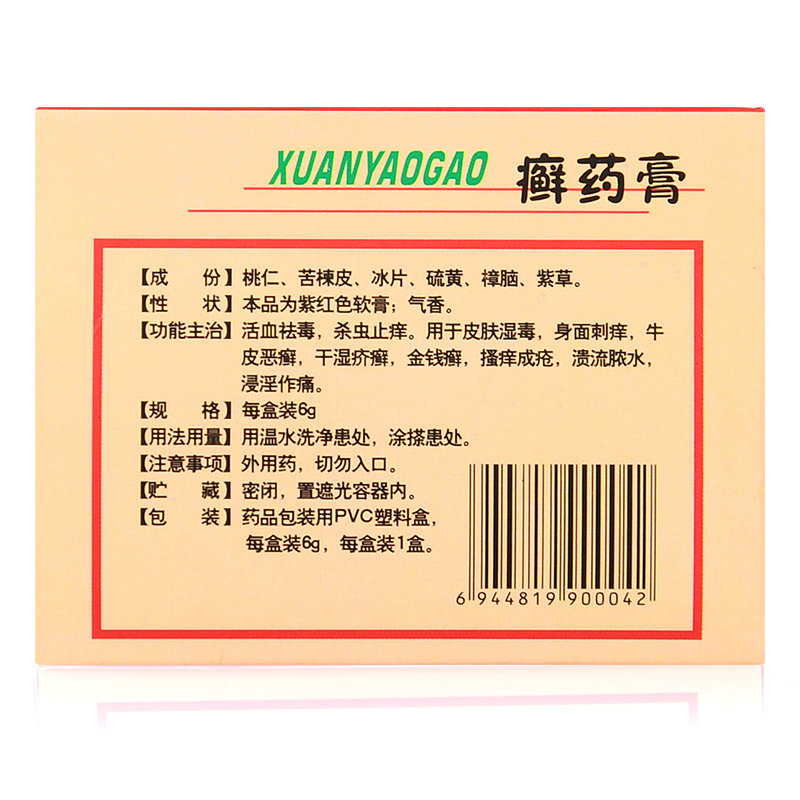 XUANYAOGAO 癣药膏
【成 份】桃仁、苦楝皮、冰片、硫黄、樟脑、紫草。
【性 状】本品为紫红色软膏；气香。
【功能主治】活血祛毒，杀虫止痒。用于皮肤湿毒，身面刺痒，牛
皮恶癣，干湿疥癣，金钱癣，搔痒成疮，溃流脓水，
浸淫作痛。
【规 格】每盒装6g
【用法用量】用温水洗净患处，涂搽患处。
【注意事项】外用药，切勿入口。
【贮 藏】密闭，置遮光容器内。
【包 装】药品包装用PVC塑料盒，
每盒装6g，每盒装1盒。
6 944819 900042